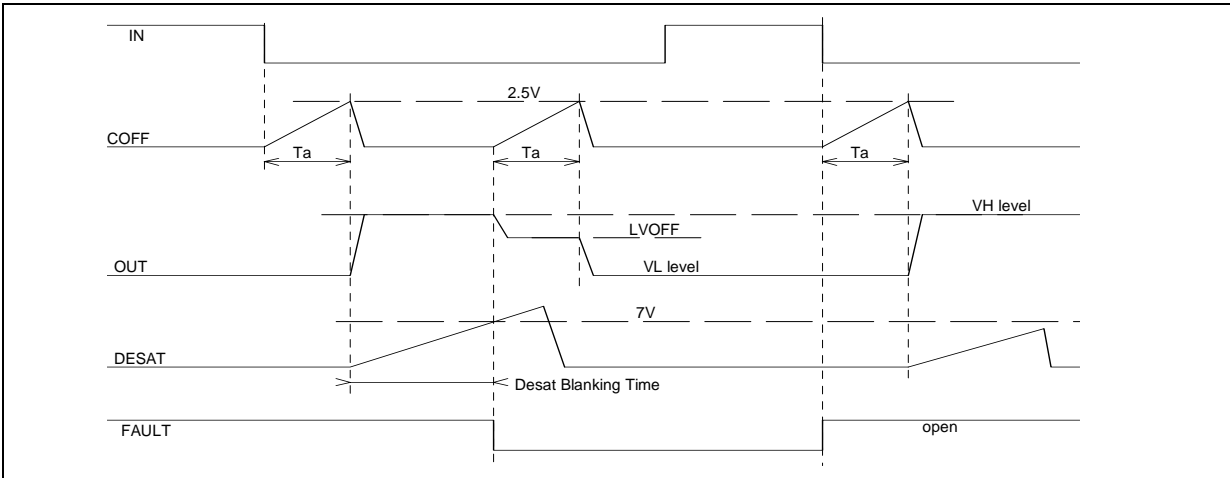 IN
2.5V
COFF
Ta
Ta
Ta
VH level
LVOFF
OUT
VL level
7V
DESAT
Desat Blanking Time
FAULT
open